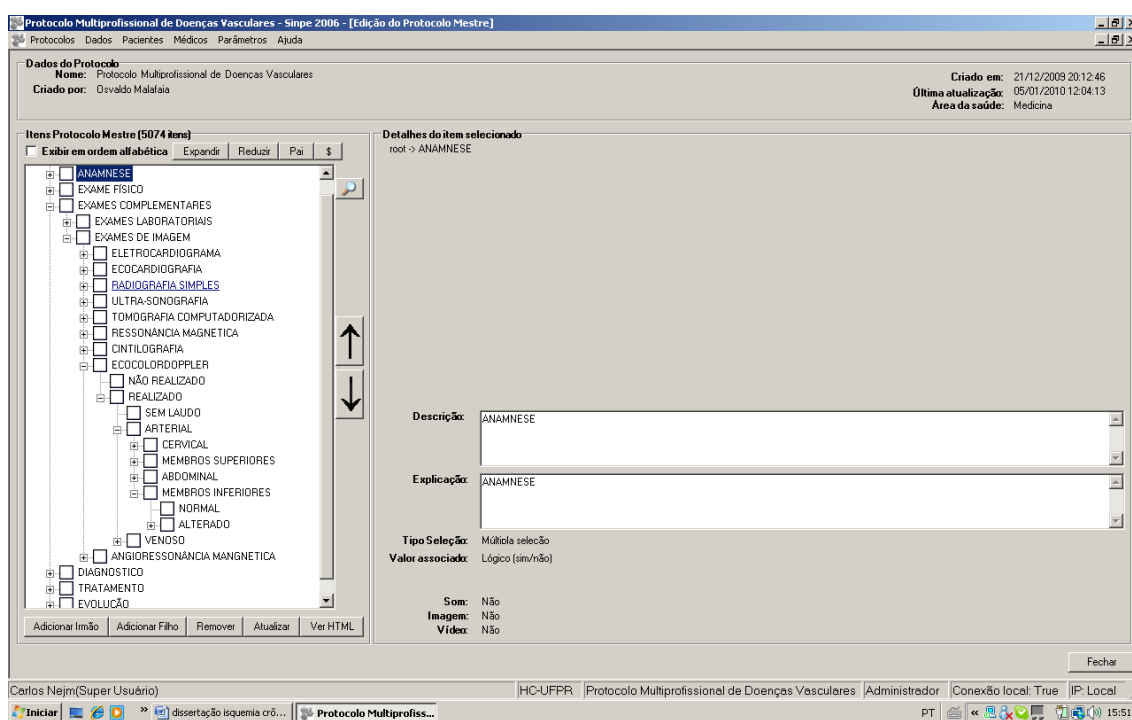 Protocolo Multiprofissional de Doenças Vasculares - Sinpe 2006 - [Edição do Protocolo Mestre]
Protocolos Dados Pacientes Médicos Parâmetros Ajuda
Dados do Protocolo
Nome: Protocolo Multiprofissional de Doenças Vasculares
Criado por: Osvaldo Malafaia
Criado em: 21/12/2009 20:12:46
Última atualização: 05/01/2010 12:04:13
Área da saúde: Medicina
Itens Protocolo Mestre (5074 itens)
Exibir em ordem alfabética Expandir Reduzir Pai $
ANAMNESE
EXAME FÍSICO
EXAMES COMPLEMENTARES
EXAMES LABORATORIAIS
EXAMES DE IMAGEM
ELETROCARDIOGRAMA
ECOCARDIOGRAFIA
RADIOGRAFIA SIMPLES
ULTRA-SONOGRAFIA
TOMOGRAFIA COMPUTADORIZADA
RESSONÂNCIA MAGNETICA
CINTILOGRAFIA
ECOCOLORDOPPLER
NÃO REALIZADO
REALIZADO
SEM LAUDO
ARTERIAL
CERVICAL
MEMBROS SUPERIORES
ABDOMINAL
MEMBROS INFERIORES
NORMAL
ALTERADO
VENOSO
ANGIORESSONÂNCIA MANGNETICA
DIAGNOSTICO
TRATAMENTO
EVOLUÇÃO
Adicionar Irmão Adicionar Filho Remover Atualizar Ver HTML
Detalhes do item selecionado
root -> ANAMNESE
Descrição: ANAMNESE
Explicação: ANAMNESE
Tipo Seleção: Múltipla selecão
Valor associado: Lógico (sim/não)
Som: Não
Imagem: Não
Vídeo: Não
Fechar
Carlos Nejm(Super Usuário) HC-UFPR Protocolo Multiprofissional de Doenças Vasculares Administrador Conexão local: True IP: Local
Iniciar » dissertação isquemia crô... Protocolo Multiprofiss... PT « 15:51